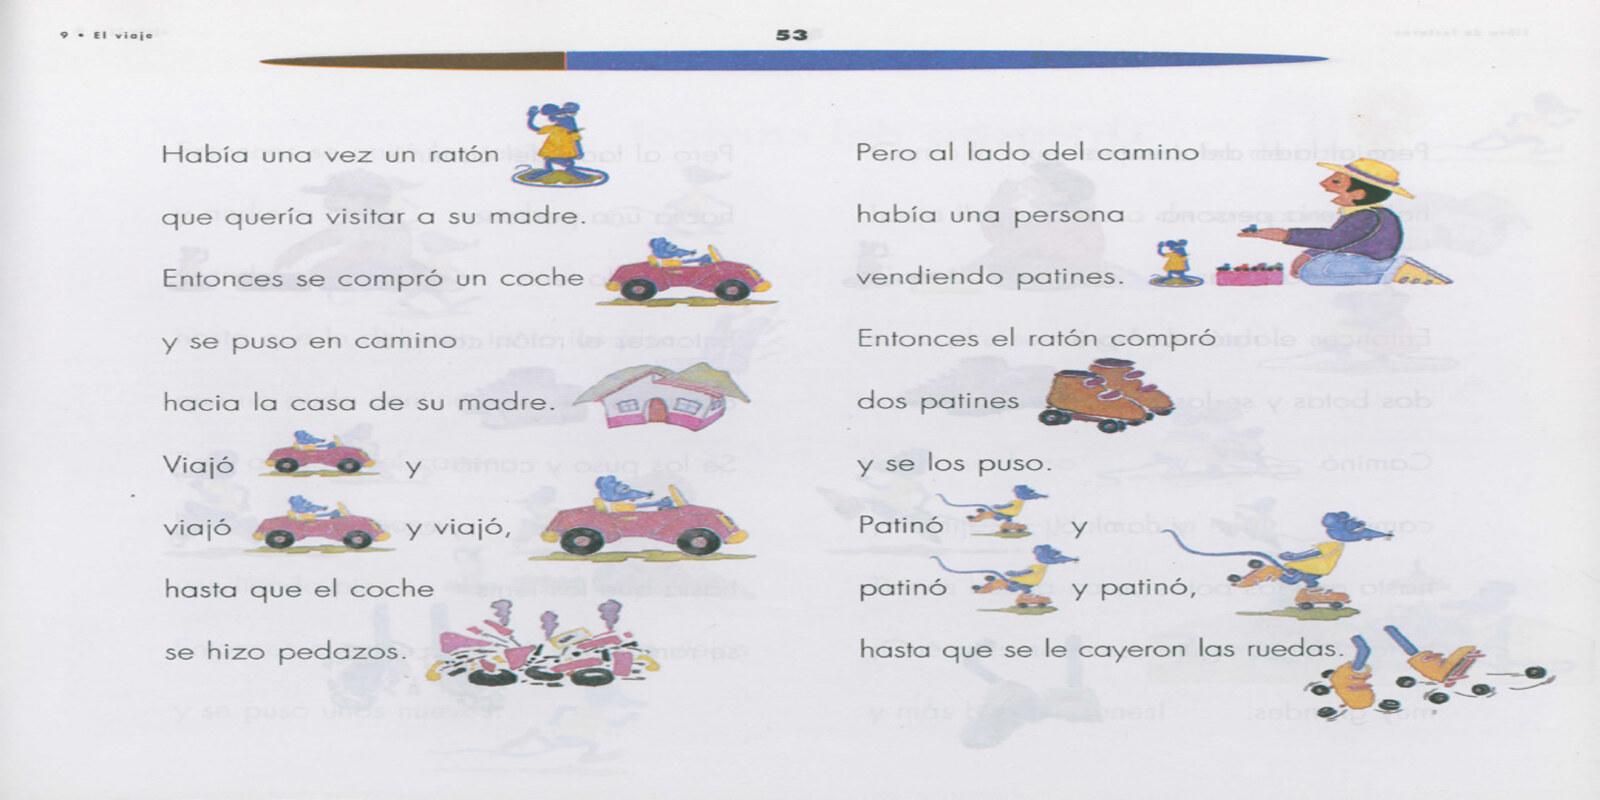 9 • El viaje
53
Había una vez un ratón
que quería visitar a su madre.
Entonces se compró un coche
y se puso en camino
hacia la casa de su madre.
Viajó y
viajó y viajó,
hasta que el coche
se hizo pedazos.
Pero al lado del camino
había una persona
vendiendo patines.
Entonces el ratón compró
dos patines
y se los puso.
Patinó y
patinó y patinó,
hasta que se le cayeron las ruedas.